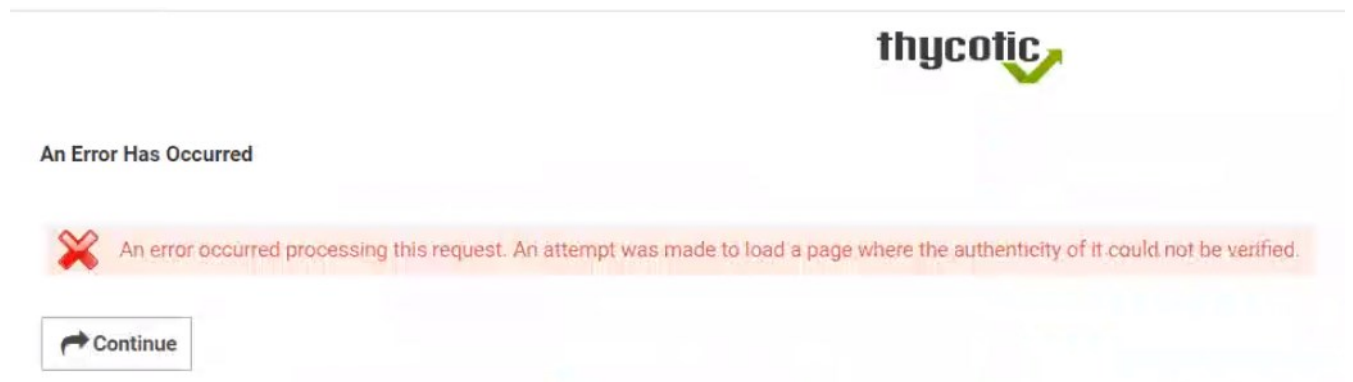 thycotic
An Error Has Occurred
An error occurred processing this request. An attempt was made to load a page where the authenticity of it could not be verified.
Continue